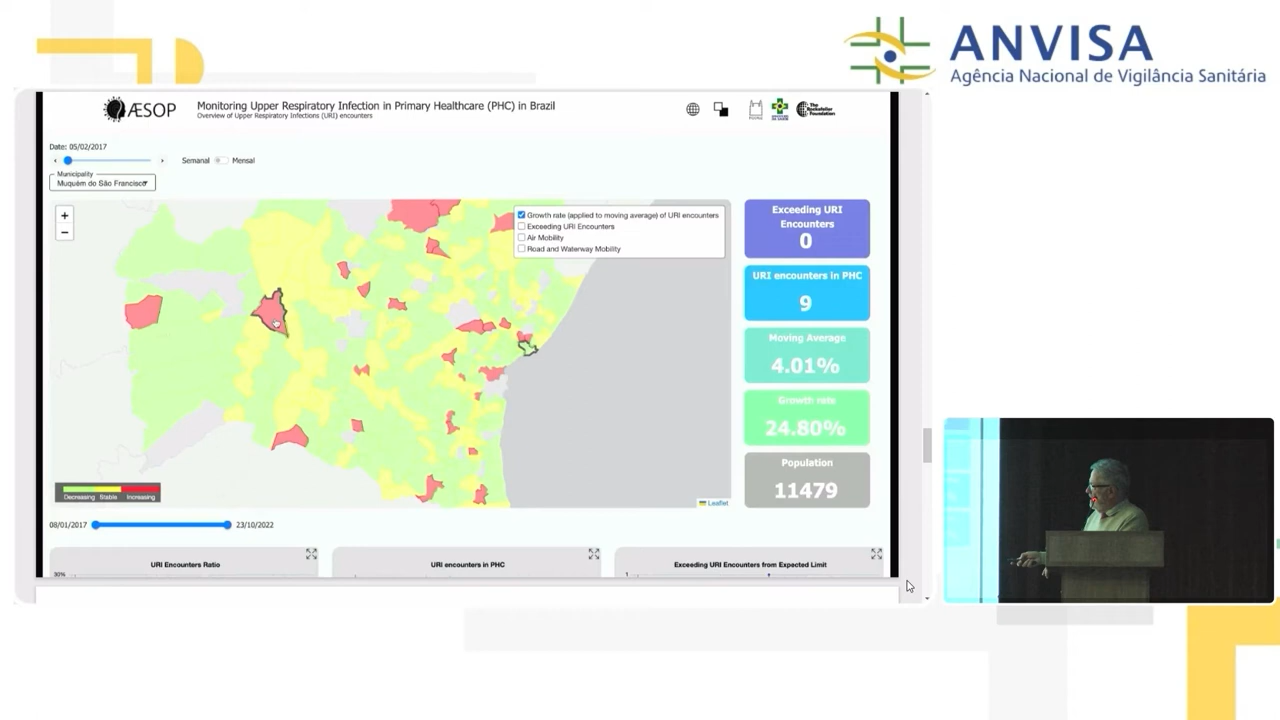 ANVISA
Agência Nacional de Vigilância Sanitária
ÆSOP
Monitoring Upper Respiratory Infection in Primary Healthcare (PHC) in Brazil
Overview of Upper Respiratory Infections (URI) encounters
The Rockefeller Foundation
Date: 05/02/2017
Semanal Mensal
Municipality
Muquém do São Francisco
+
−
Growth rate (applied to moving average) of URI encounters
Exceeding URI Encounters
Air Mobility
Road and Waterway Mobility
Exceeding URI Encounters
0
URI encounters in PHC
9
Moving Average
4.01%
Growth rate
24.80%
Population
11479
Decreasing Stable Increasing
Leaflet
08/01/2017 23/10/2022
URI Encounters Ratio
30%
URI encounters in PHC
Exceeding URI Encounters from Expected Limit
1